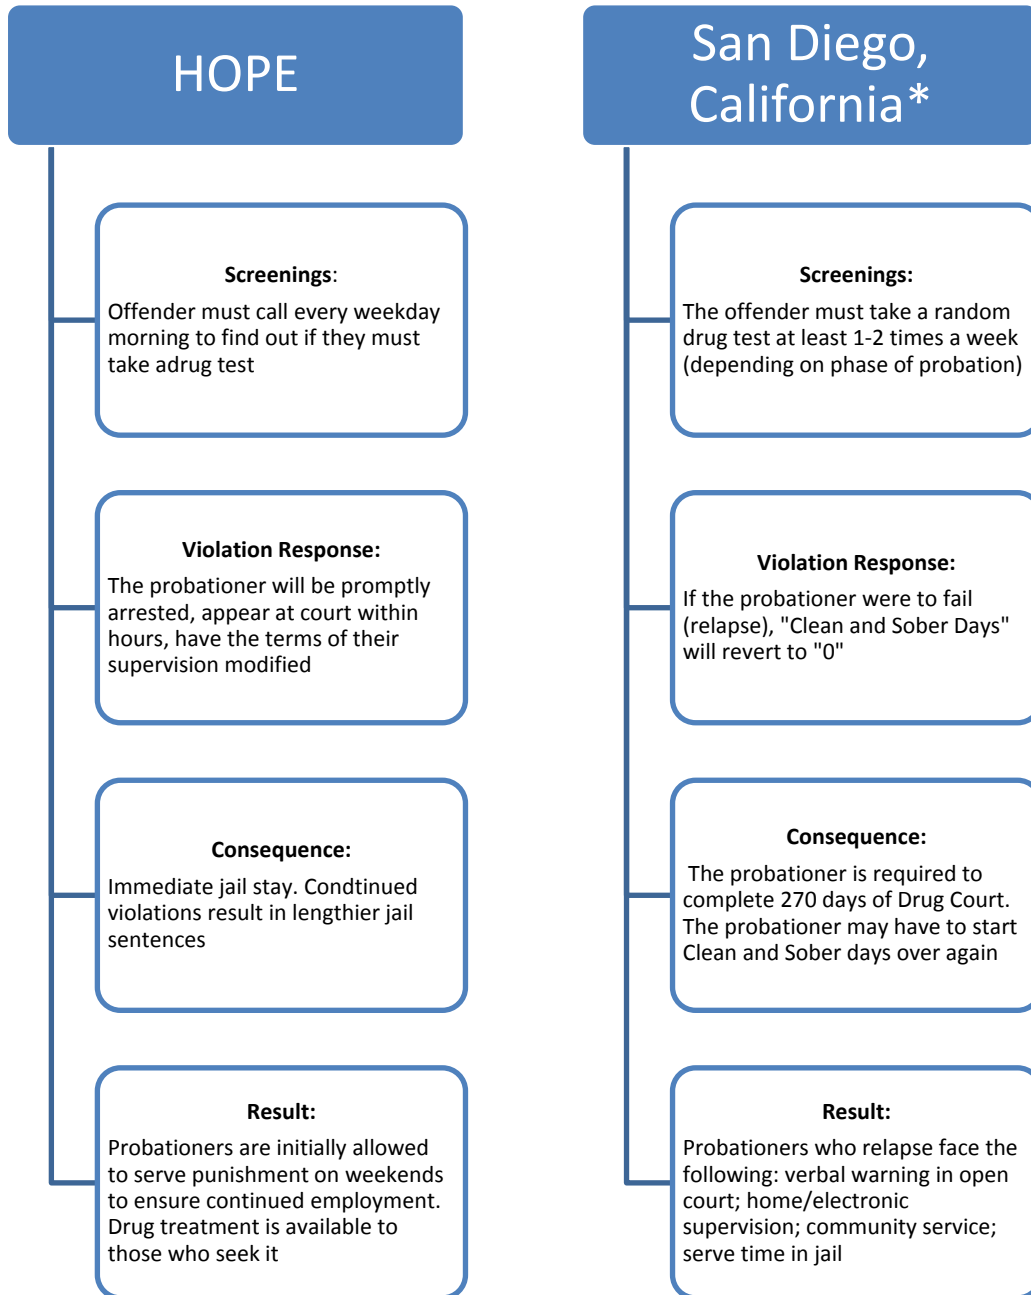 HOPE
Screenings:
Offender must call every weekday
morning to find out if they must
take adrug test
Violation Response:
The probationer will be promptly
arrested, appear at court within
hours, have the terms of their
supervision modified
Consequence:
Immediate jail stay. Condtinued
violations result in lengthier jail
sentences
Result:
Probationers are initially allowed
to serve punishment on weekends
to ensure continued employment.
Drug treatment is available to
those who seek it
San Diego,
California*
Screenings:
The offender must take a random
drug test at least 1-2 times a week
(depending on phase of probation)
Violation Response:
If the probationer were to fail
(relapse), "Clean and Sober Days"
will revert to "0"
Consequence:
The probationer is required to
complete 270 days of Drug Court.
The probationer may have to start
Clean and Sober days over again
Result:
Probationers who relapse face the
following: verbal warning in open
court; home/electronic
supervision; community service;
serve time in jail